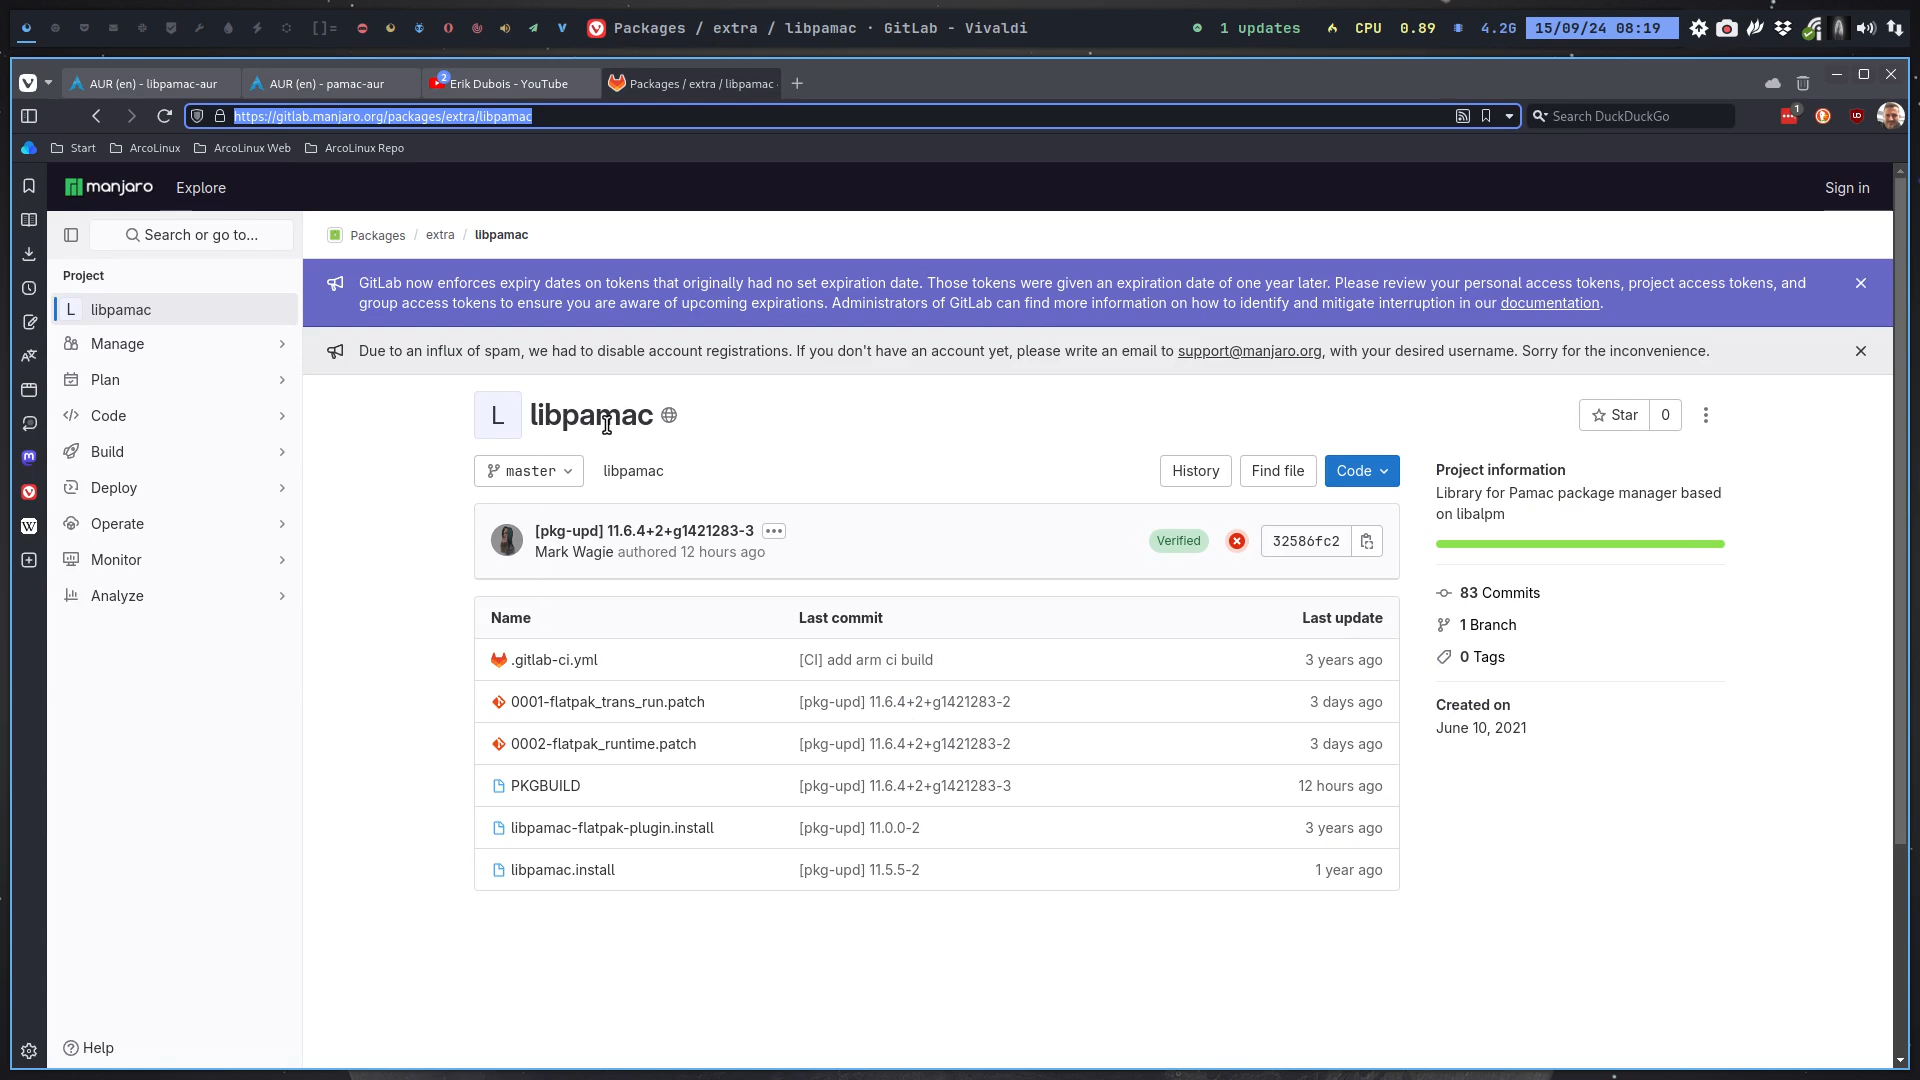 []= Packages / extra / libpamac · GitLab - Vivaldi 1 updates CPU 0.89 4.2G 15/09/24 08:19
AUR (en) - libpamac-aur AUR (en) - pamac-aur 2 Erik Dubois - YouTube Packages / extra / libpamac
https://gitlab.manjaro.org/packages/extra/libpamac Search DuckDuckGo 1
Start ArcoLinux ArcoLinux Web ArcoLinux Repo
manjaro Explore Sign in
Search or go to... Packages / extra / libpamac
Project
GitLab now enforces expiry dates on tokens that originally had no set expiration date. Those tokens were given an expiration date of one year later. Please review your personal access tokens, project access tokens, and
group access tokens to ensure you are aware of upcoming expirations. Administrators of GitLab can find more information on how to identify and mitigate interruption in our documentation.
L libpamac
Manage
Due to an influx of spam, we had to disable account registrations. If you don't have an account yet, please write an email to support@manjaro.org, with your desired username. Sorry for the inconvenience.
Plan
Code
Build
Deploy
Operate
Monitor
Analyze
Help
L libpamac Star 0
master libpamac History Find file Code
[pkg-upd] 11.6.4+2+g1421283-3
Mark Wagie authored 12 hours ago
Verified 32586fc2
Name Last commit Last update
.gitlab-ci.yml [CI] add arm ci build 3 years ago
0001-flatpak_trans_run.patch [pkg-upd] 11.6.4+2+g1421283-2 3 days ago
0002-flatpak_runtime.patch [pkg-upd] 11.6.4+2+g1421283-2 3 days ago
PKGBUILD [pkg-upd] 11.6.4+2+g1421283-3 12 hours ago
libpamac-flatpak-plugin.install [pkg-upd] 11.0.0-2 3 years ago
libpamac.install [pkg-upd] 11.5.5-2 1 year ago
Project information
Library for Pamac package manager based
on libalpm
83 Commits
1 Branch
0 Tags
Created on
June 10, 2021